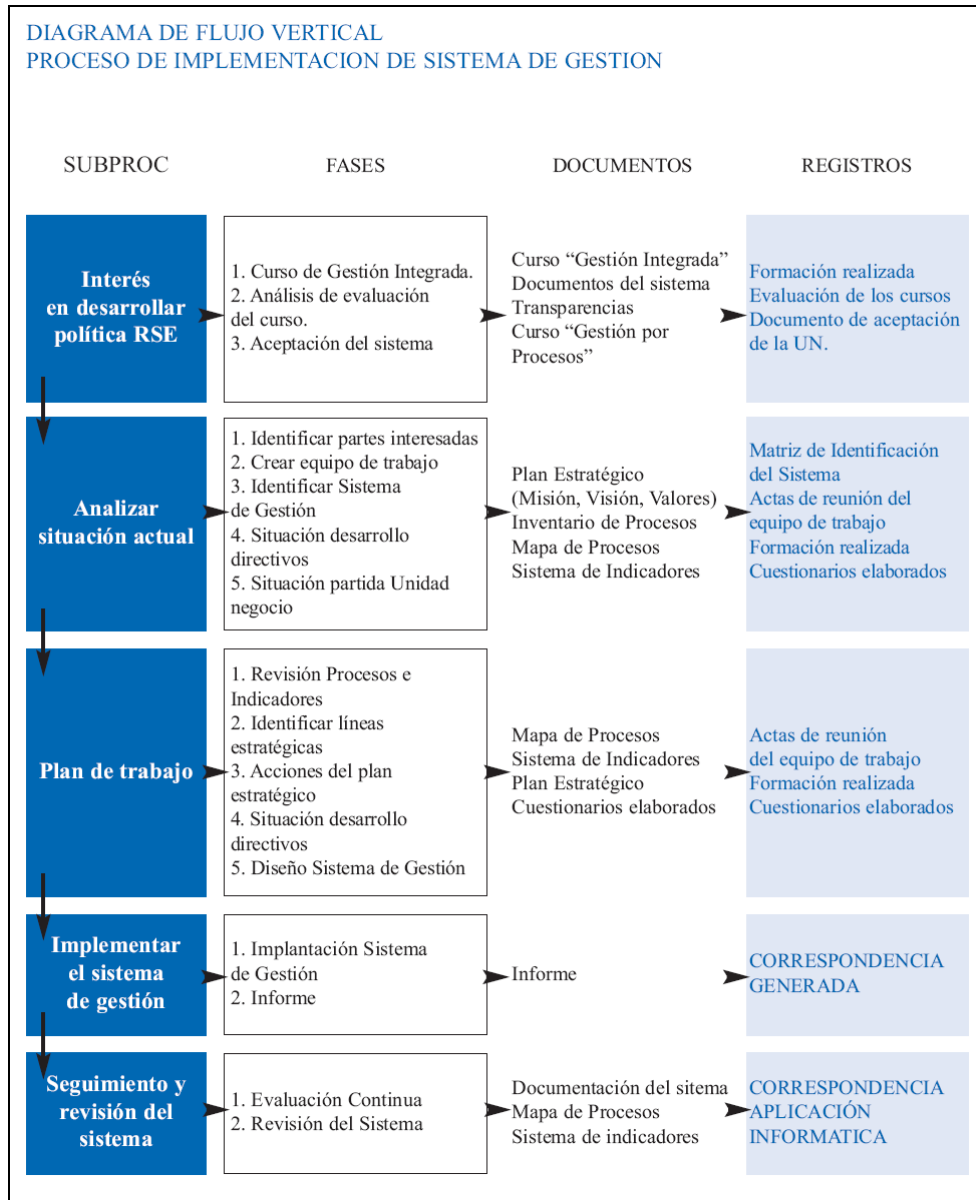 DIAGRAMA DE FLUJO VERTICAL
PROCESO DE IMPLEMENTACION DE SISTEMA DE GESTION
SUBPROC
FASES
DOCUMENTOS
REGISTROS
Interés
en desarrollar
política RSE
1. Curso de Gestión Integrada.
2. Análisis de evaluación
del curso.
3. Aceptación del sistema
Curso “Gestión Integrada”
Documentos del sistema
Transparencias
Curso “Gestión por
Procesos”
Formación realizada
Evaluación de los cursos
Documento de aceptación
de la UN.
Analizar
situación actual
1. Identificar partes interesadas
2. Crear equipo de trabajo
3. Identificar Sistema
de Gestión
4. Situación desarrollo
directivos
5. Situación partida Unidad
negocio
Plan Estratégico
(Misión, Visión, Valores)
Inventario de Procesos
Mapa de Procesos
Sistema de Indicadores
Matriz de Identificación
del Sistema
Actas de reunión del
equipo de trabajo
Formación realizada
Cuestionarios elaborados
Plan de trabajo
1. Revisión Procesos e
Indicadores
2. Identificar líneas
estratégicas
3. Acciones del plan
estratégico
4. Situación desarrollo
directivos
5. Diseño Sistema de Gestión
Mapa de Procesos
Sistema de Indicadores
Plan Estratégico
Cuestionarios elaborados
Actas de reunión
del equipo de trabajo
Formación realizada
Cuestionarios elaborados
Implementar
el sistema
de gestión
1. Implantación Sistema
de Gestión
2. Informe
Informe
CORRESPONDENCIA
GENERADA
Seguimiento y
revisión del
sistema
1. Evaluación Continua
2. Revisión del Sistema
Documentación del sitema
Mapa de Procesos
Sistema de indicadores
CORRESPONDENCIA
APLICACIÓN
INFORMATICA